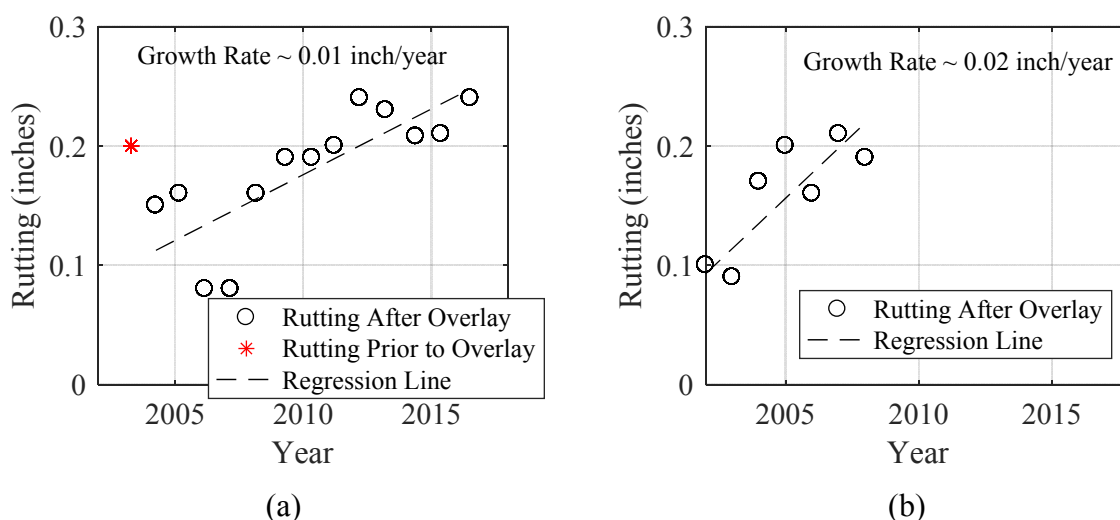 0.3
0.2
0.1
0
Rutting (inches)
Growth Rate ~ 0.01 inch/year
Rutting After Overlay
Rutting Prior to Overlay
Regression Line
2005 2010 2015
Year
(a)
0.3
0.2
0.1
0
Rutting (inches)
Growth Rate ~ 0.02 inch/year
Rutting After Overlay
Regression Line
2005 2010 2015
Year
(b)